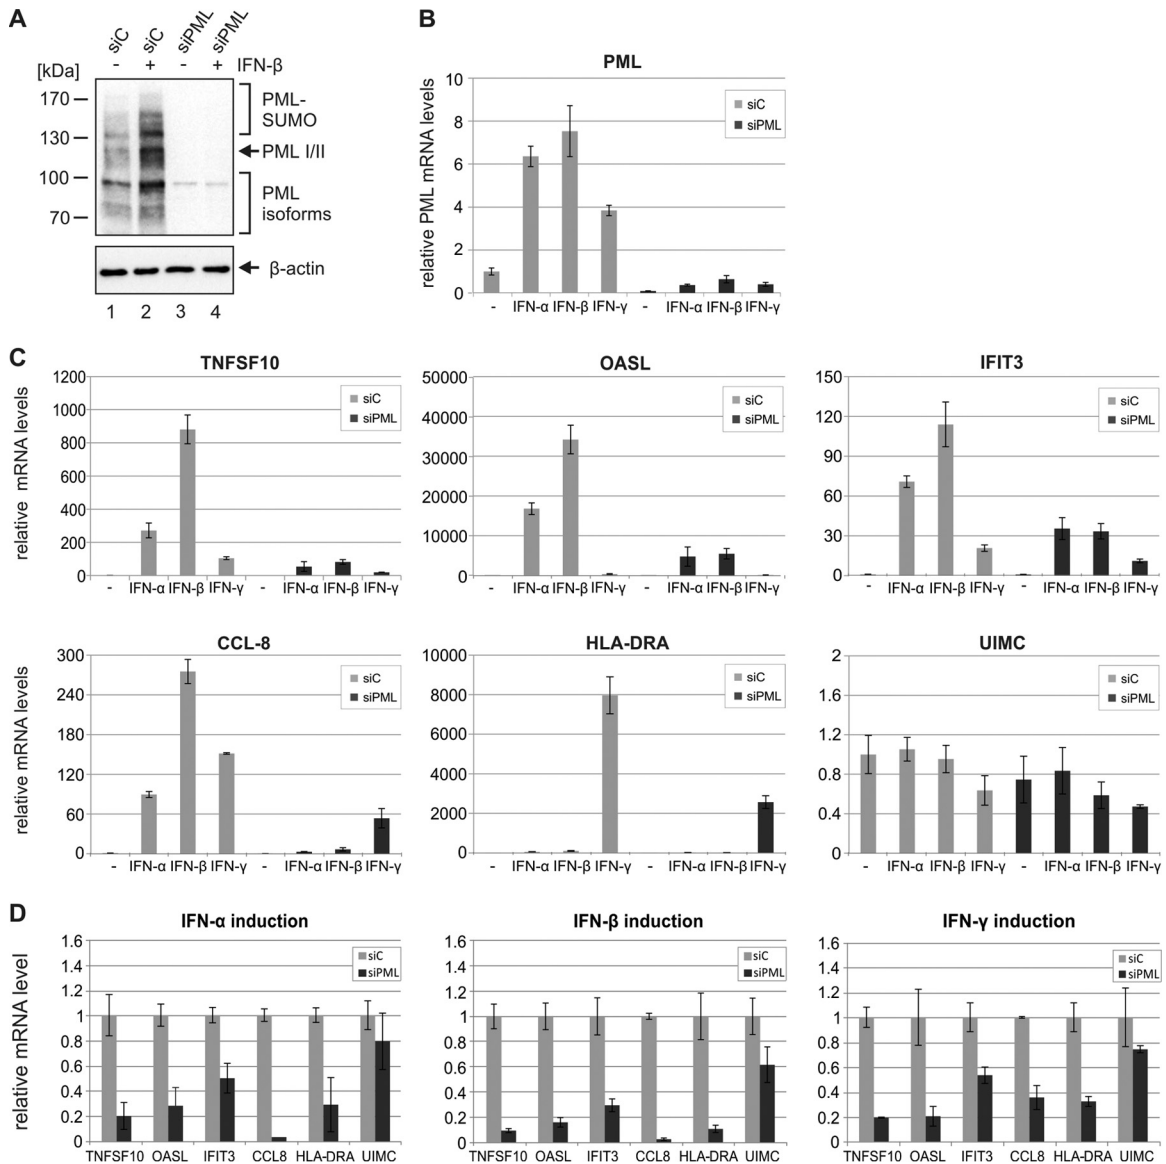 A
siC siC siPML siPML
- + - + IFN-β
[kDa]
170
130
100
70
PML-
SUMO
PML I/II
PML
isoforms
β-actin
1 2 3 4
B
PML
relative PML mRNA levels
10
8
6
4
2
0
siC
siPML
- IFN-α IFN-β IFN-γ - IFN-α IFN-β IFN-γ
C
TNFSF10
relative mRNA levels
1200
1000
800
600
400
200
0
siC
siPML
- IFN-α IFN-β IFN-γ - IFN-α IFN-β IFN-γ
OASL
50000
40000
30000
20000
10000
0
siC
siPML
- IFN-α IFN-β IFN-γ - IFN-α IFN-β IFN-γ
IFIT3
150
120
90
60
30
0
siC
siPML
- IFN-α IFN-β IFN-γ - IFN-α IFN-β IFN-γ
CCL-8
relative mRNA levels
300
240
180
120
60
0
siC
siPML
- IFN-α IFN-β IFN-γ - IFN-α IFN-β IFN-γ
HLA-DRA
10000
8000
6000
4000
2000
0
siC
siPML
- IFN-α IFN-β IFN-γ - IFN-α IFN-β IFN-γ
UIMC
2
1.6
1.2
0.8
0.4
0
siC
siPML
- IFN-α IFN-β IFN-γ - IFN-α IFN-β IFN-γ
D
IFN-α induction
relative mRNA level
1.6
1.4
1.2
1
0.8
0.6
0.4
0.2
0
siC
siPML
TNFSF10 OASL IFIT3 CCL8 HLA-DRA UIMC
IFN-β induction
1.6
1.4
1.2
1
0.8
0.6
0.4
0.2
0
siC
siPML
TNFSF10 OASL IFIT3 CCL8 HLA-DRA UIMC
IFN-γ induction
1.6
1.4
1.2
1
0.8
0.6
0.4
0.2
0
siC
siPML
TNFSF10 OASL IFIT3 CCL8 HLA-DRA UIMC